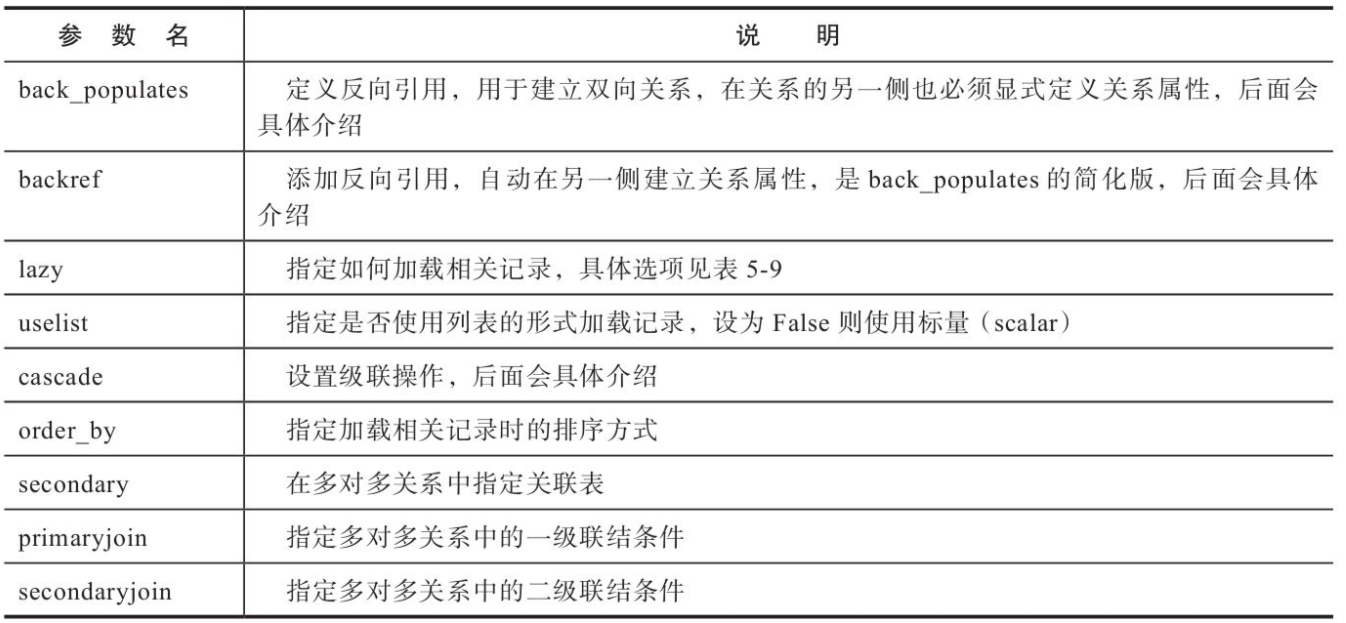 参 数 名 说 明
back_populates 定义反向引用，用于建立双向关系，在关系的另一侧也必须显式定义关系属性，后面会
具体介绍
backref 添加反向引用，自动在另一侧建立关系属性，是 back_populates 的简化版，后面会具体
介绍
lazy 指定如何加载相关记录，具体选项见表 5-9
uselist 指定是否使用列表的形式加载记录，设为 False 则使用标量（scalar）
cascade 设置级联操作，后面会具体介绍
order_by 指定加载相关记录时的排序方式
secondary 在多对多关系中指定关联表
primaryjoin 指定多对多关系中的一级联结条件
secondaryjoin 指定多对多关系中的二级联结条件